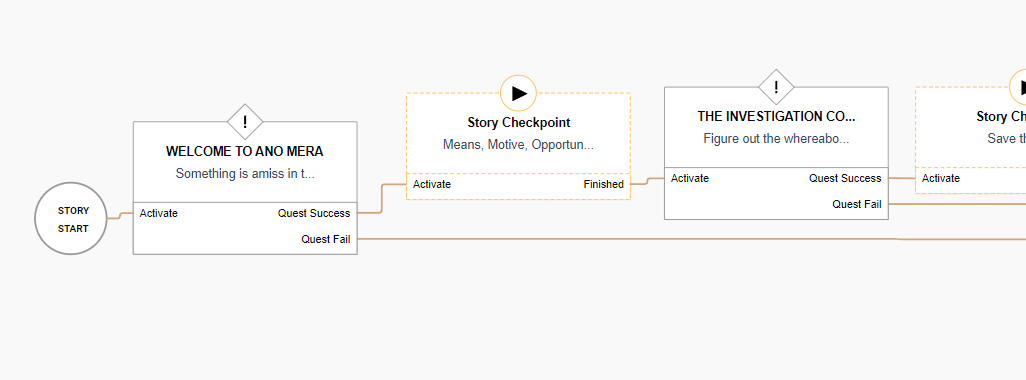 STORY
START
!
WELCOME TO ANO MERA
Something is amiss in t...
Activate
Quest Success
Quest Fail
Story Checkpoint
Means, Motive, Opportun...
Activate
Finished
!
THE INVESTIGATION CO...
Figure out the whereabo...
Activate
Quest Success
Quest Fail
Story Ch
Save th
Activate